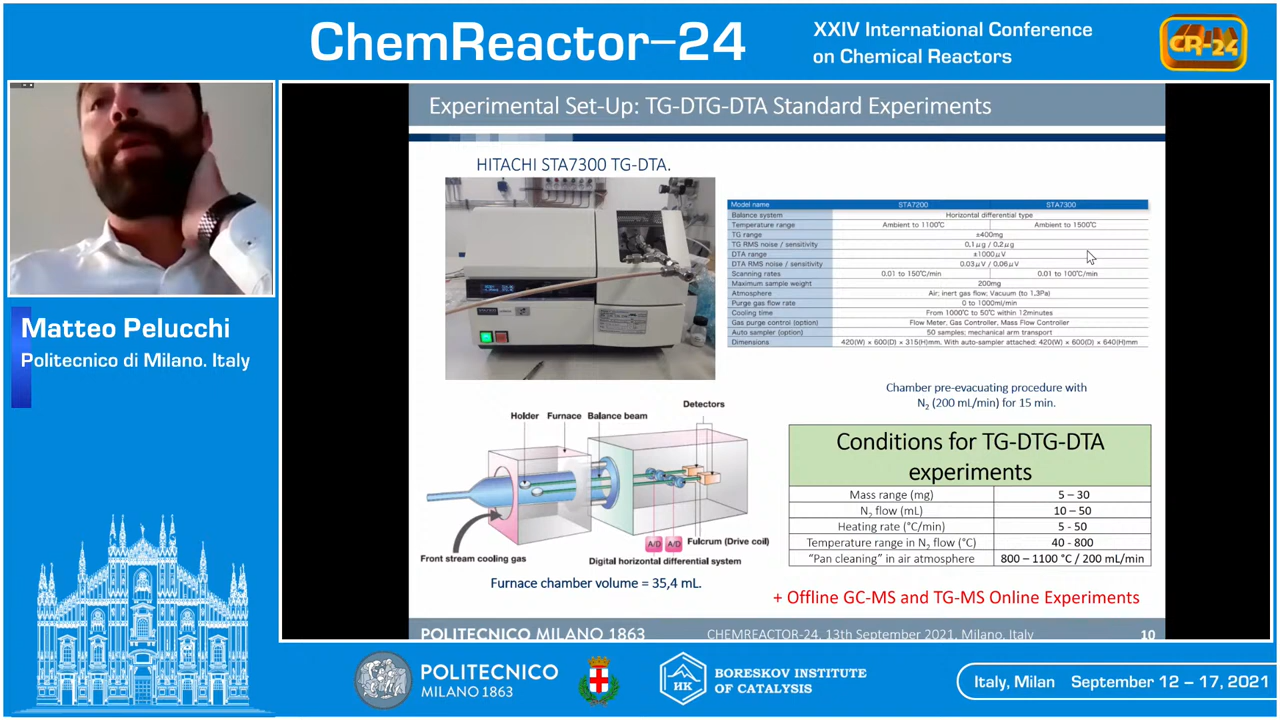 ChemReactor–24
XXIV International Conference
on Chemical Reactors
CR-24
Matteo Pelucchi
Politecnico di Milano. Italy
Experimental Set-Up: TG-DTG-DTA Standard Experiments
HITACHI STA7300 TG-DTA.
Model name STA7200 STA7300
Balance system Horizontal differential type
Temperature range Ambient to 1100℃ Ambient to 1500℃
TG range ±400mg
TG RMS noise / sensitivity 0.1μg / 0.2μg
DTA range ±1000μV
DTA RMS noise / sensitivity 0.03μV / 0.06μV
Scanning rates 0.01 to 150℃/min 0.01 to 100℃/min
Maximum sample weight 200mg
Atmosphere Air, inert gas flow, Vacuum (to 1.3Pa)
Purge gas flow rate 0 to 1000ml/min
Cooling time From 1000℃ to 50℃ within 12minutes
Gas purge control (option) Flow Meter, Gas Controller, Mass Flow Controller
Auto sampler (option) 50 samples; mechanical arm transport
Dimensions 420(W) × 600(D) × 315(H)mm, With auto-sampler attached: 420(W) × 600(D) × 640(H)mm
Chamber pre-evacuating procedure with
N₂ (200 mL/min) for 15 min.
Detectors
Holder Furnace Balance beam
A/D A/D
Fulcrum (Drive coil)
Front stream cooling gas
Digital horizontal differential system
Furnace chamber volume = 35,4 mL.
Conditions for TG-DTG-DTA
experiments
Mass range (mg) 5 – 30
N₂ flow (mL) 10 – 50
Heating rate (°C/min) 5 - 50
Temperature range in N₂ flow (°C) 40 - 800
“Pan cleaning” in air atmosphere 800 – 1100 °C / 200 mL/min
+ Offline GC-MS and TG-MS Online Experiments
POLITECNICO MILANO 1863
CHEMREACTOR-24, 13th September 2021, Milano, Italy
10
POLITECNICO
MILANO 1863
НК
BORESKOV INSTITUTE
OF CATALYSIS
Italy, Milan September 12 – 17, 2021